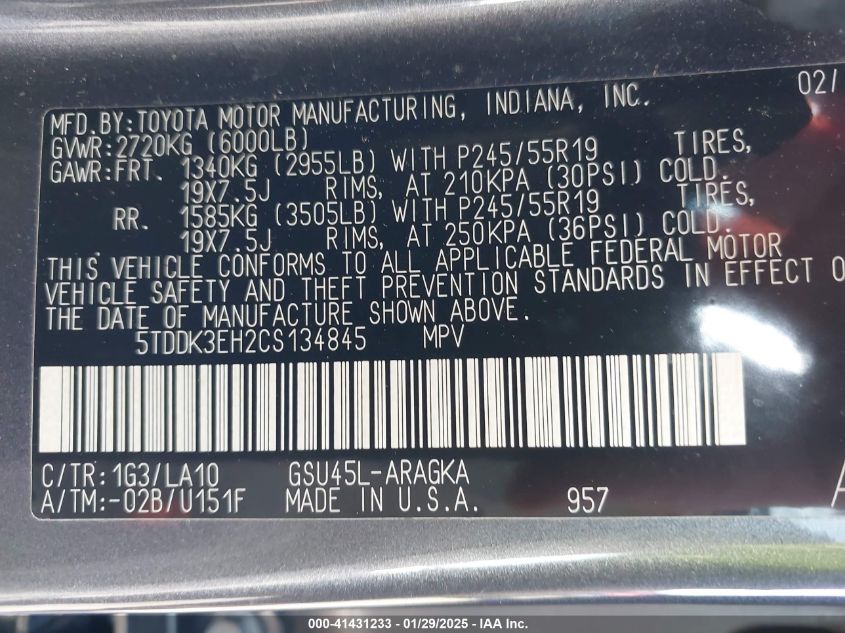 MFD.BY:TOYOTA MOTOR MANUFACTURING, INDIANA, INC. 02/
GVWR:2720KG (6000LB)
GAWR:FRT. 1340KG (2955LB) WITH P245/55R19 TIRES,
19X7.5J RIMS, AT 210KPA (30PSI) COLD.
RR. 1585KG (3505LB) WITH P245/55R19 TIRES,
19X7.5J RIMS, AT 250KPA (36PSI) COLD.
THIS VEHICLE CONFORMS TO ALL APPLICABLE FEDERAL MOTOR
VEHICLE SAFETY AND THEFT PREVENTION STANDARDS IN EFFECT O
THE DATE OF MANUFACTURE SHOWN ABOVE.
5TDDK3EH2CS134845 MPV
C/TR:1G3/LA10 GSU45L-ARAGKA
A/TM:-02B/U151F MADE IN U.S.A. 957 A
000-41431233 - 01/29/2025 - IAA Inc.